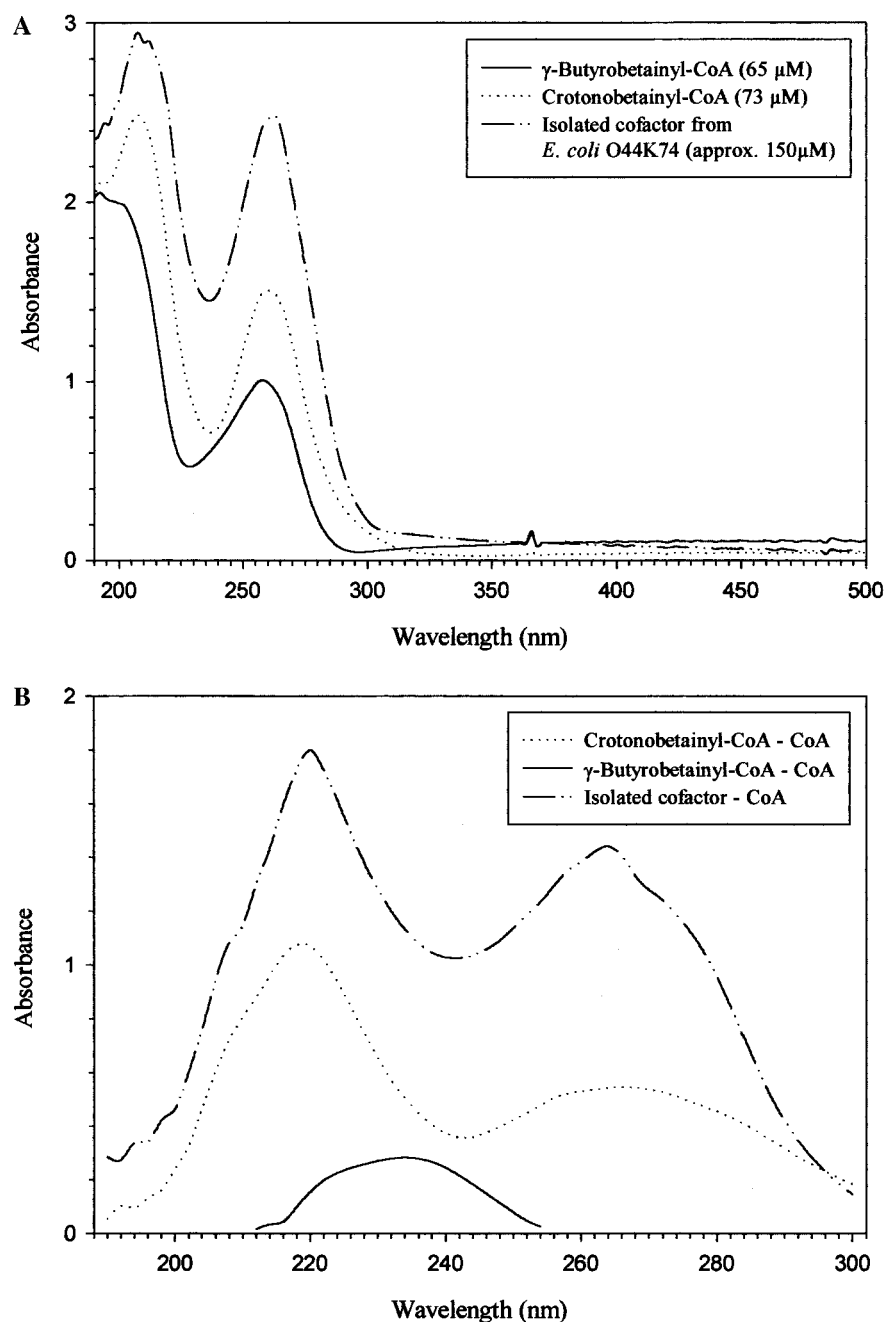 A
3
2
1
0
Absorbance
γ-Butyrobetainyl-CoA (65 μM)
Crotonobetainyl-CoA (73 μM)
Isolated cofactor from
E. coli O44K74 (approx. 150μM)
200 250 300 350 400 450 500
Wavelength (nm)
B
2
1
0
Absorbance
Crotonobetainyl-CoA - CoA
γ-Butyrobetainyl-CoA - CoA
Isolated cofactor - CoA
200 220 240 260 280 300
Wavelength (nm)